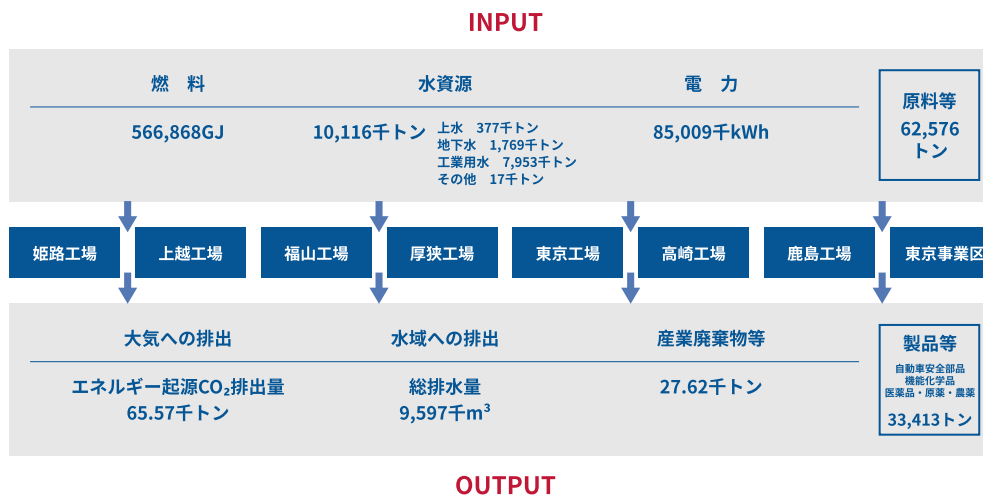 INPUT
燃　料
566,868GJ
水資源
10,116千トン
上水　377千トン
地下水　1,769千トン
工業用水　7,953千トン
その他　17千トン
電　力
85,009千kWh
原料等
62,576
トン
姫路工場
上越工場
福山工場
厚狭工場
東京工場
高崎工場
鹿島工場
東京事業区
大気への排出
エネルギー起源CO₂排出量
65.57千トン
水域への排出
総排水量
9,597千m³
産業廃棄物等
27.62千トン
製品等
自動車安全部品
機能化学品
医薬品・原薬・農薬
33,413トン
OUTPUT